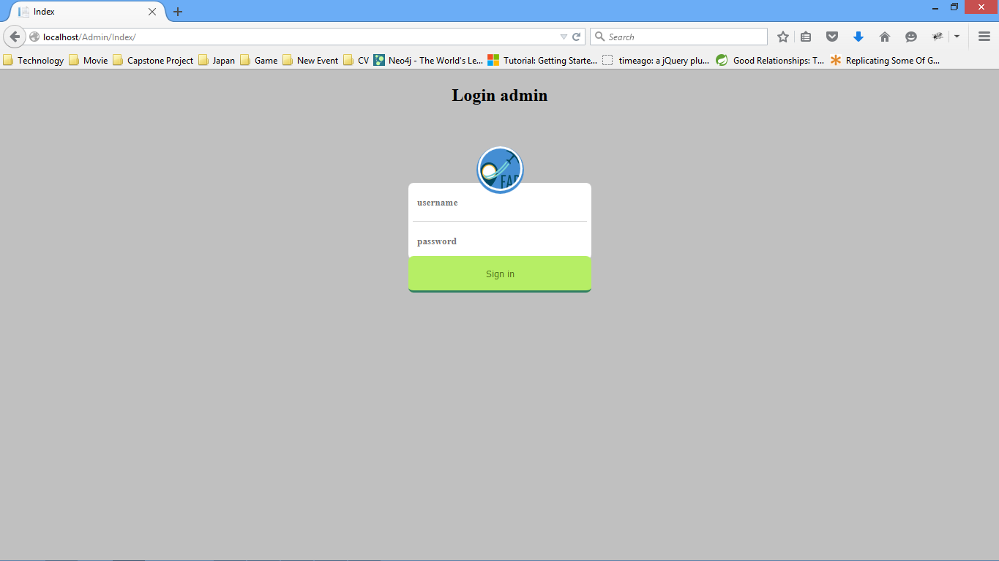 Index
localhost/Admin/Index/
Search
Technology Movie Capstone Project Japan Game New Event CV Neo4j - The World's Le... Tutorial: Getting Starte... timeago: a jQuery plu... Good Relationships: T... Replicating Some Of G...
Login admin
username
password
Sign in